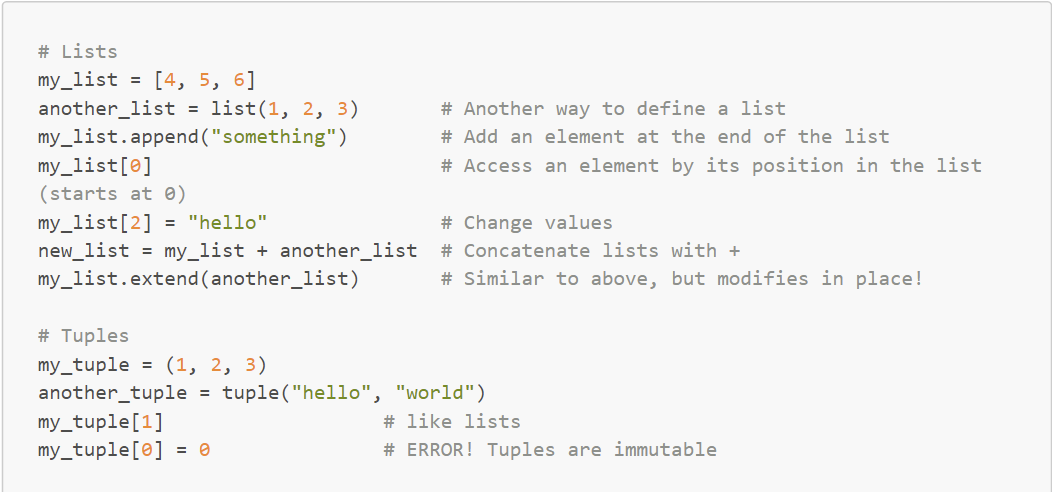 # Lists
my_list = [4, 5, 6]
another_list = list(1, 2, 3)       # Another way to define a list
my_list.append("something")        # Add an element at the end of the list
my_list[0]                         # Access an element by its position in the list
(starts at 0)
my_list[2] = "hello"               # Change values
new_list = my_list + another_list  # Concatenate lists with +
my_list.extend(another_list)       # Similar to above, but modifies in place!

# Tuples
my_tuple = (1, 2, 3)
another_tuple = tuple("hello", "world")
my_tuple[1]                   # like lists
my_tuple[0] = 0               # ERROR! Tuples are immutable